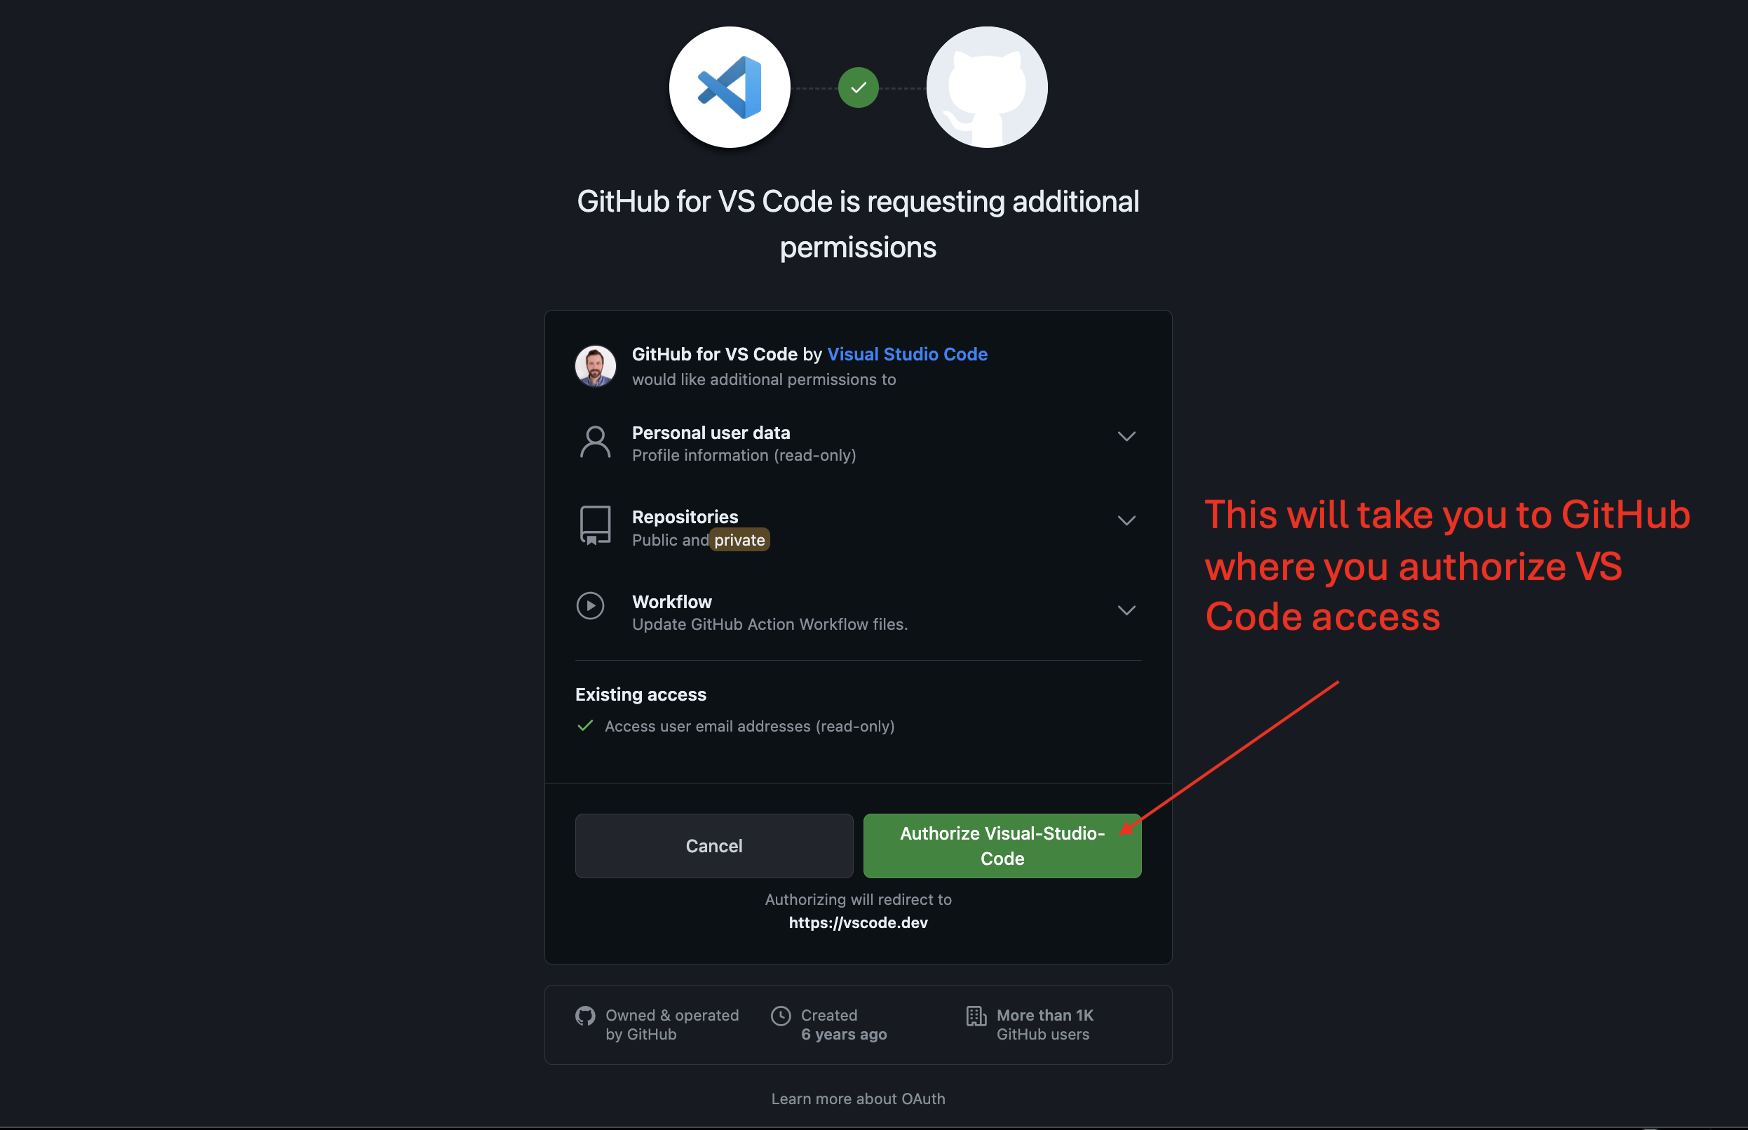 GitHub for VS Code is requesting additional
permissions
GitHub for VS Code by Visual Studio Code
would like additional permissions to
Personal user data
Profile information (read-only)
Repositories
Public and private
Workflow
Update GitHub Action Workflow files.
Existing access
Access user email addresses (read-only)
Cancel
Authorize Visual-Studio-
Code
Authorizing will redirect to
https://vscode.dev
This will take you to GitHub
where you authorize VS
Code access
Owned & operated
by GitHub
Created
6 years ago
More than 1K
GitHub users
Learn more about OAuth